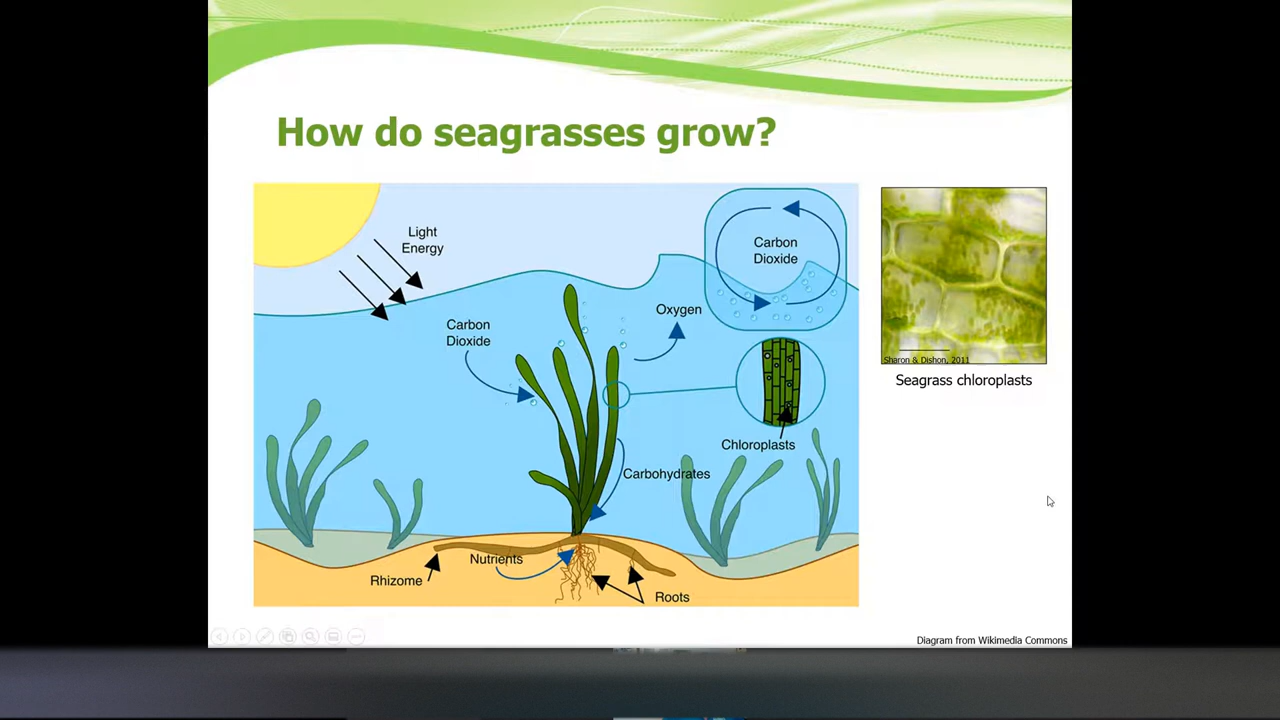 How do seagrasses grow?
Light
Energy
Carbon
Dioxide
Carbon
Dioxide
Oxygen
Sharon & Dishon, 2011
Seagrass chloroplasts
Chloroplasts
Carbohydrates
Nutrients
Rhizome
Roots
Diagram from Wikimedia Commons